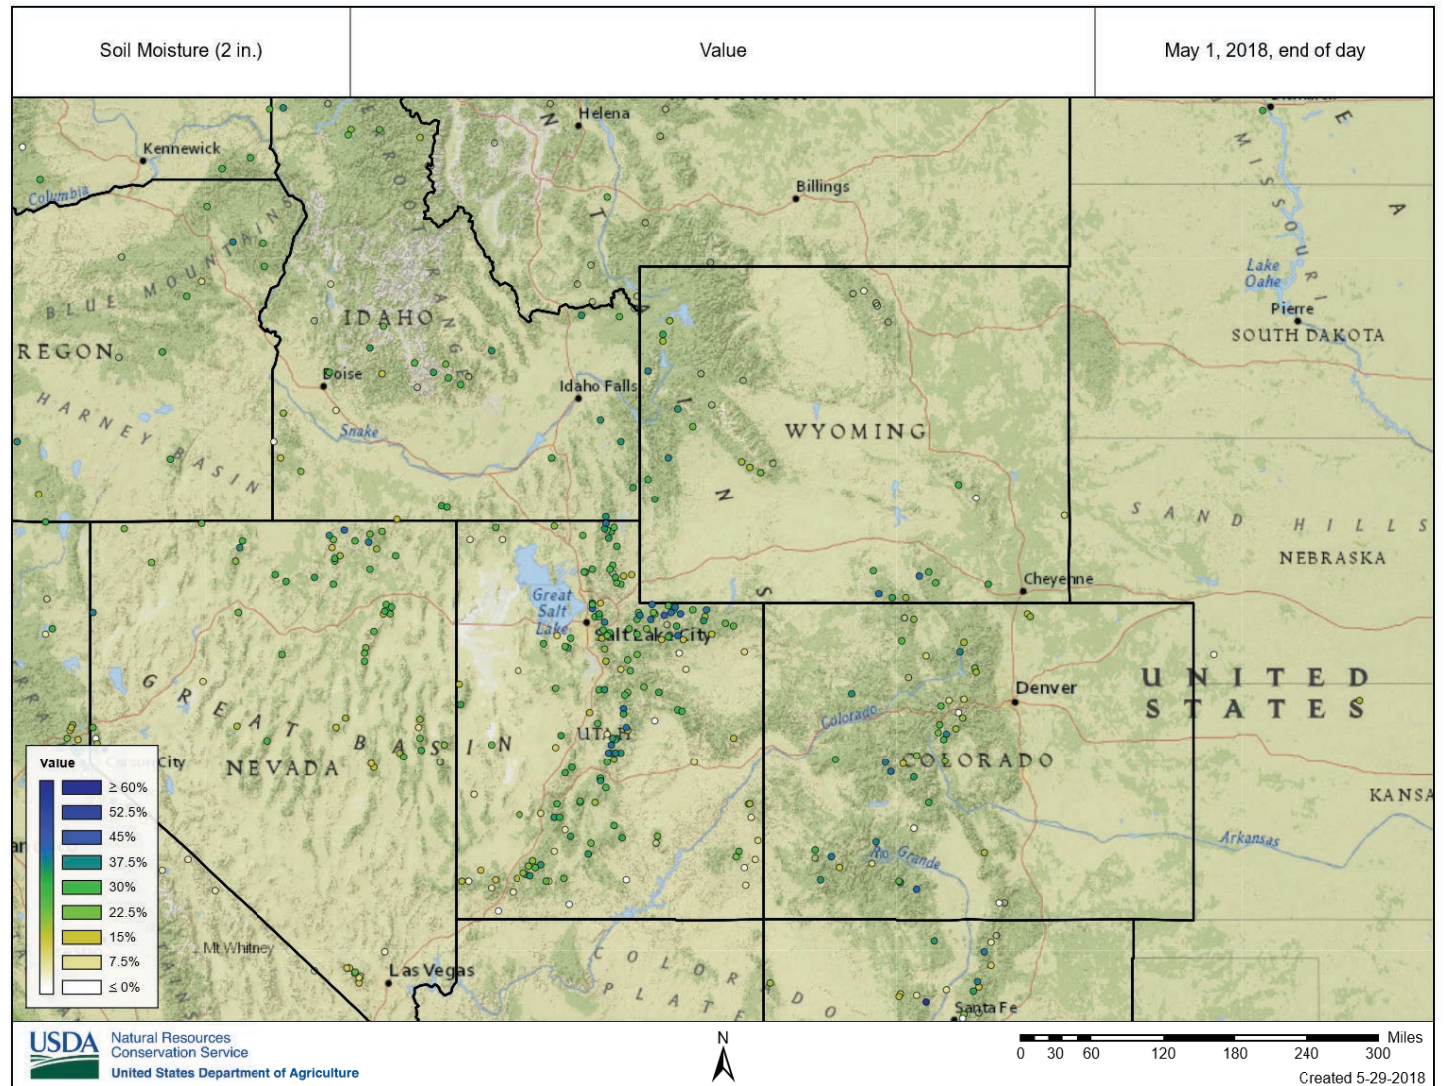 Soil Moisture (2 in.)
Value
May 1, 2018, end of day
Helena
Kennewick
Columbia
Billings
MISSOURI
Lake
Oahe
Pierre
SOUTH DAKOTA
BLUE MOUNTAINS
IDAHO
REGON
Boise
Idaho Falls
Snake
HARNEY BASIN
WYOMING
SAND HILLS
NEBRASKA
Cheyenne
Great
Salt
Lake
Salt Lake City
UNITED
STATES
Denver
Colorado
GREAT BASIN
UTAH
COLORADO
NEVADA
Carson City
KANSA
Arkansas
Rio Grande
Mt Whitney
Las Vegas
COLORADO
PLATE
Santa Fe
Value
≥ 60%
52.5%
45%
37.5%
30%
22.5%
15%
7.5%
≤ 0%
USDA
Natural Resources
Conservation Service
United States Department of Agriculture
N
Miles
0 30 60 120 180 240 300
Created 5-29-2018